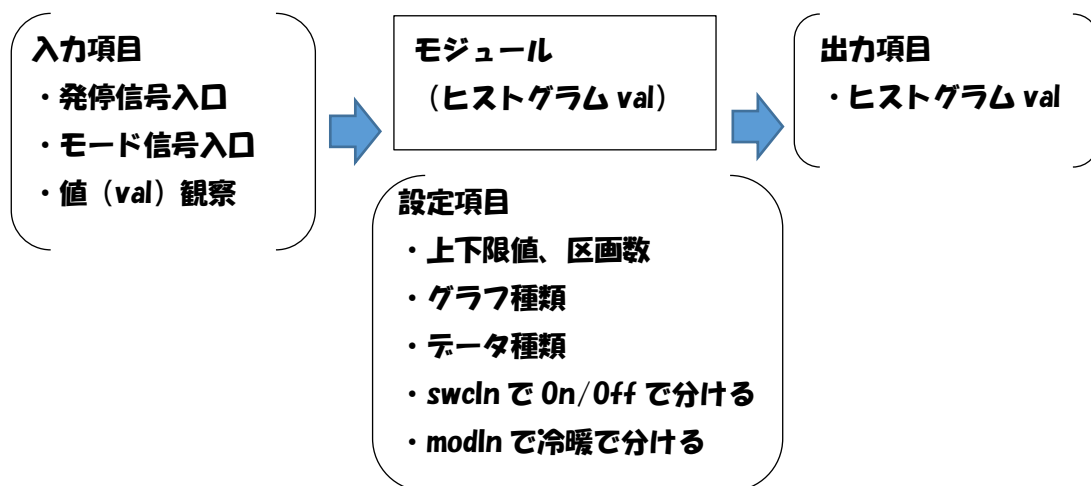 入力項目
・発停信号入口
・モード信号入口
・値（val）観察
モジュール
（ヒストグラム val）
設定項目
・上下限値、区画数
・グラフ種類
・データ種類
・swcIn で On/Off で分ける
・modIn で冷暖で分ける
出力項目
・ヒストグラム val